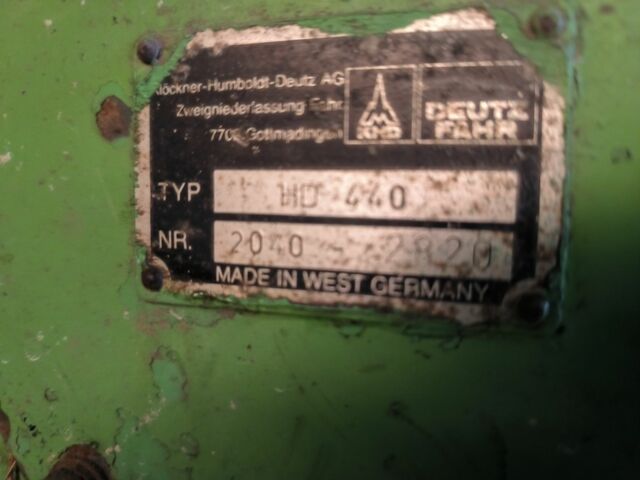 Klöckner-Humboldt-Deutz AG
Zweigniederlassung Fahr
Gottmadingen
KHD
DEUTZ
FAHR
TYP HD 440
NR. 2040 - 2820
MADE IN WEST GERMANY